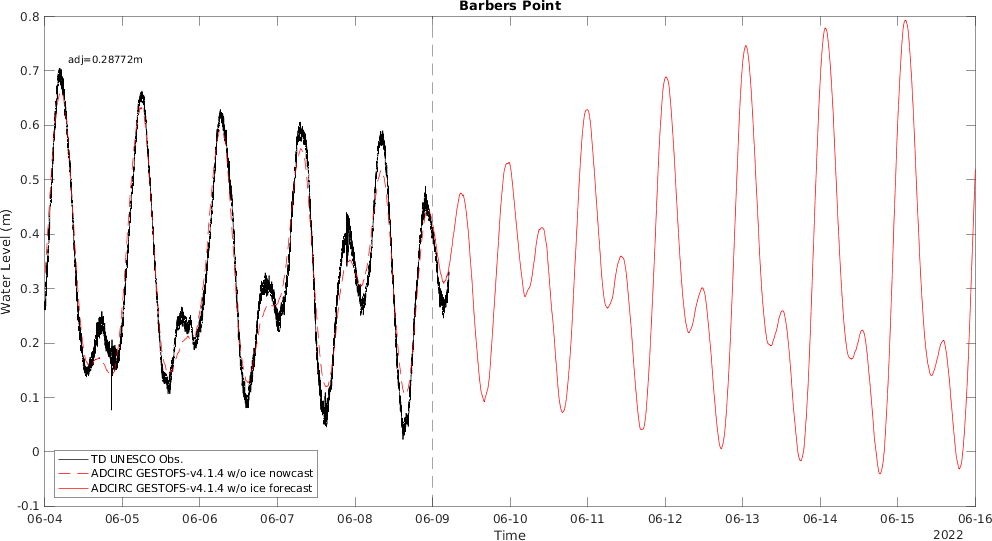 Barbers Point
adj=0.28772m
Water Level (m)
0.8
0.7
0.6
0.5
0.4
0.3
0.2
0.1
0
-0.1
TD UNESCO Obs.
ADCIRC GESTOFS-v4.1.4 w/o ice nowcast
ADCIRC GESTOFS-v4.1.4 w/o ice forecast
06-04 06-05 06-06 06-07 06-08 06-09 06-10 06-11 06-12 06-13 06-14 06-15 06-16
Time
2022